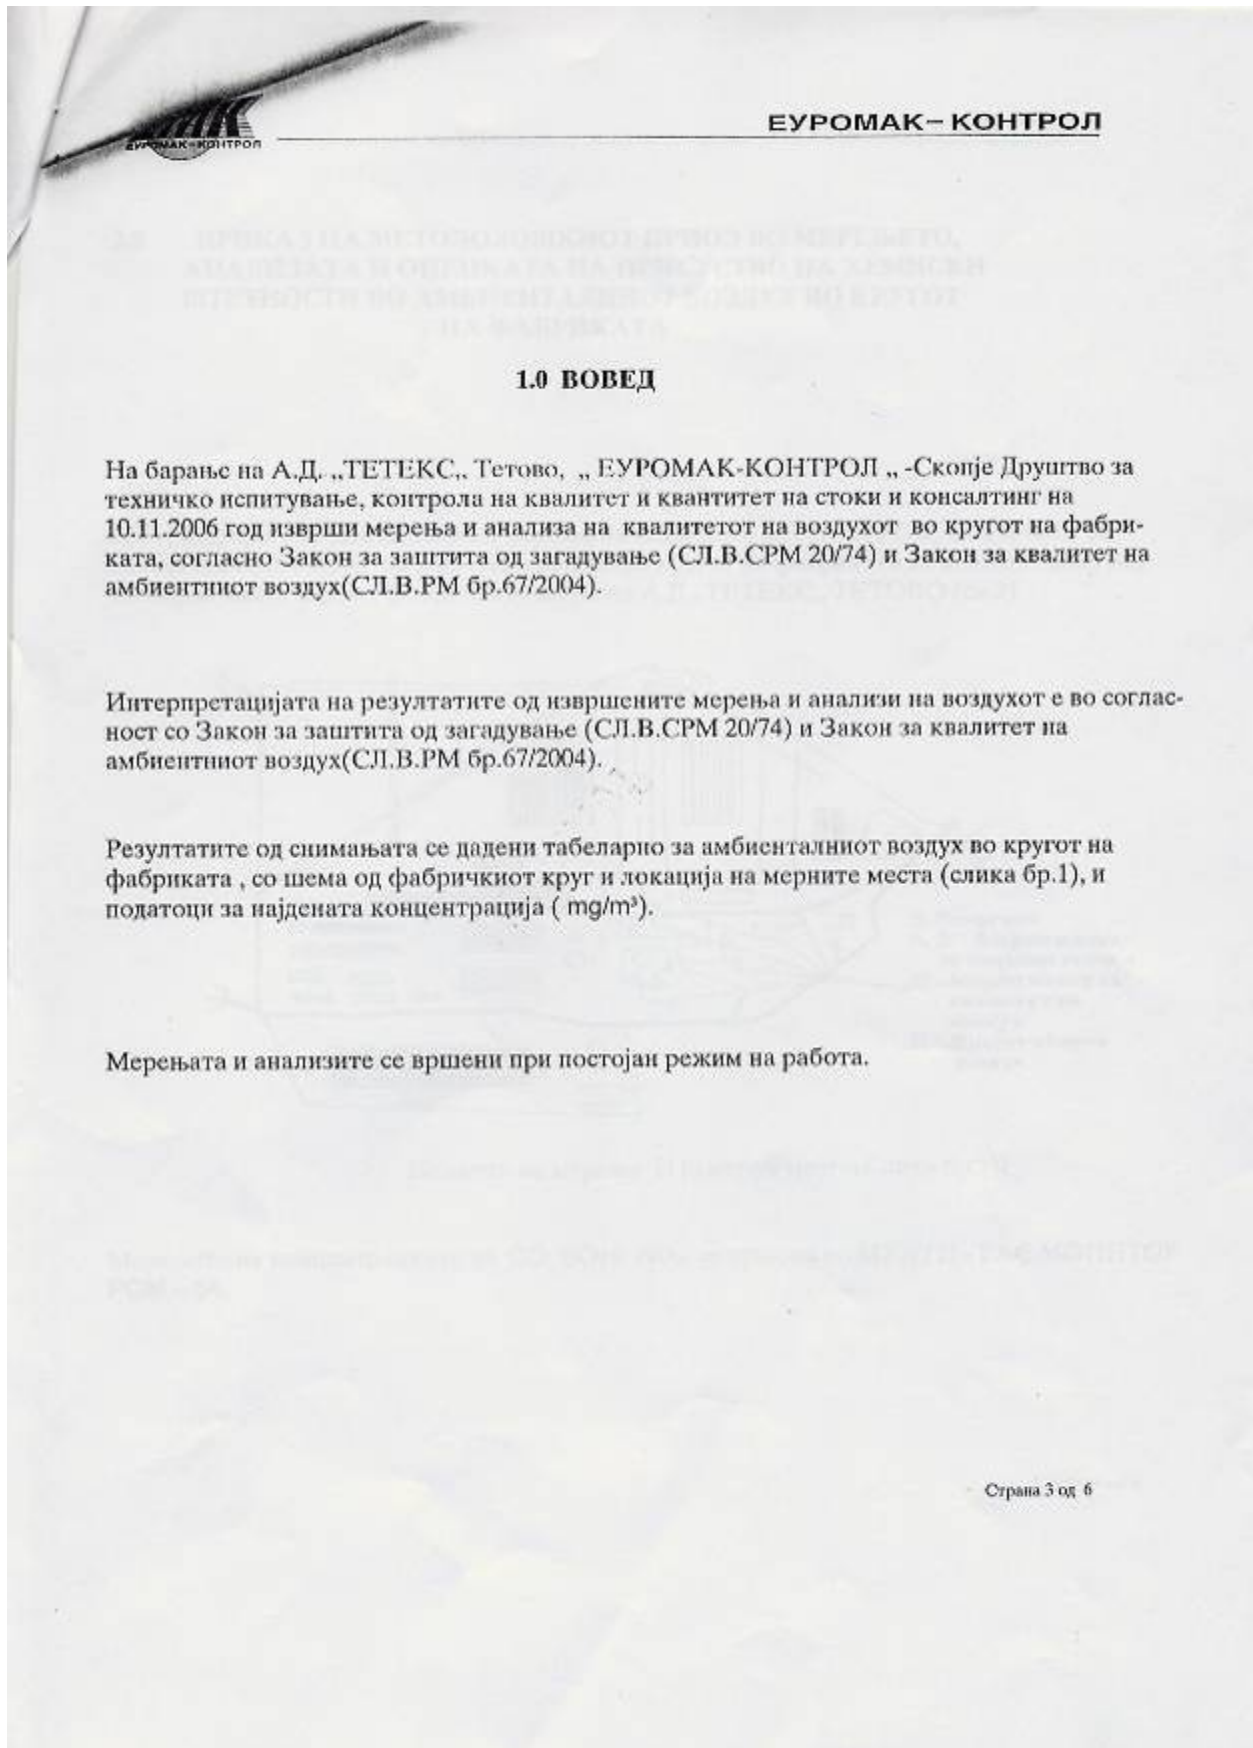 ЕУРОМАК-КОНТРОЛ
ЕУРОМАК-КОНТРОЛ
1.0 ВОВЕД
На барање на А.Д. „ТЕТЕКС„ Тетово, „ ЕУРОМАК-КОНТРОЛ „ -Скопје Друштво за
техничко испитување, контрола на квалитет и квантитет на стоки и консалтинг на
10.11.2006 год изврши мерења и анализа на квалитетот на воздухот во кругот на фабри-
ката, согласно Закон за заштита од загадување (СЛ.В.СРМ 20/74) и Закон за квалитет на
амбиентниот воздух(СЛ.В.РМ бр.67/2004).
Интерпретацијата на резултатите од извршените мерења и анализи на воздухот е во соглас-
ност со Закон за заштита од загадување (СЛ.В.СРМ 20/74) и Закон за квалитет на
амбиентниот воздух(СЛ.В.РМ бр.67/2004).
Резултатите од снимањата се дадени табеларно за амбиенталниот воздух во кругот на
фабриката , со шема од фабричкиот круг и локација на мерните места (слика бр.1), и
податоци за најдената концентрација ( mg/m³).
Мерењата и анализите се вршени при постојан режим на работа.
Страна 3 од 6